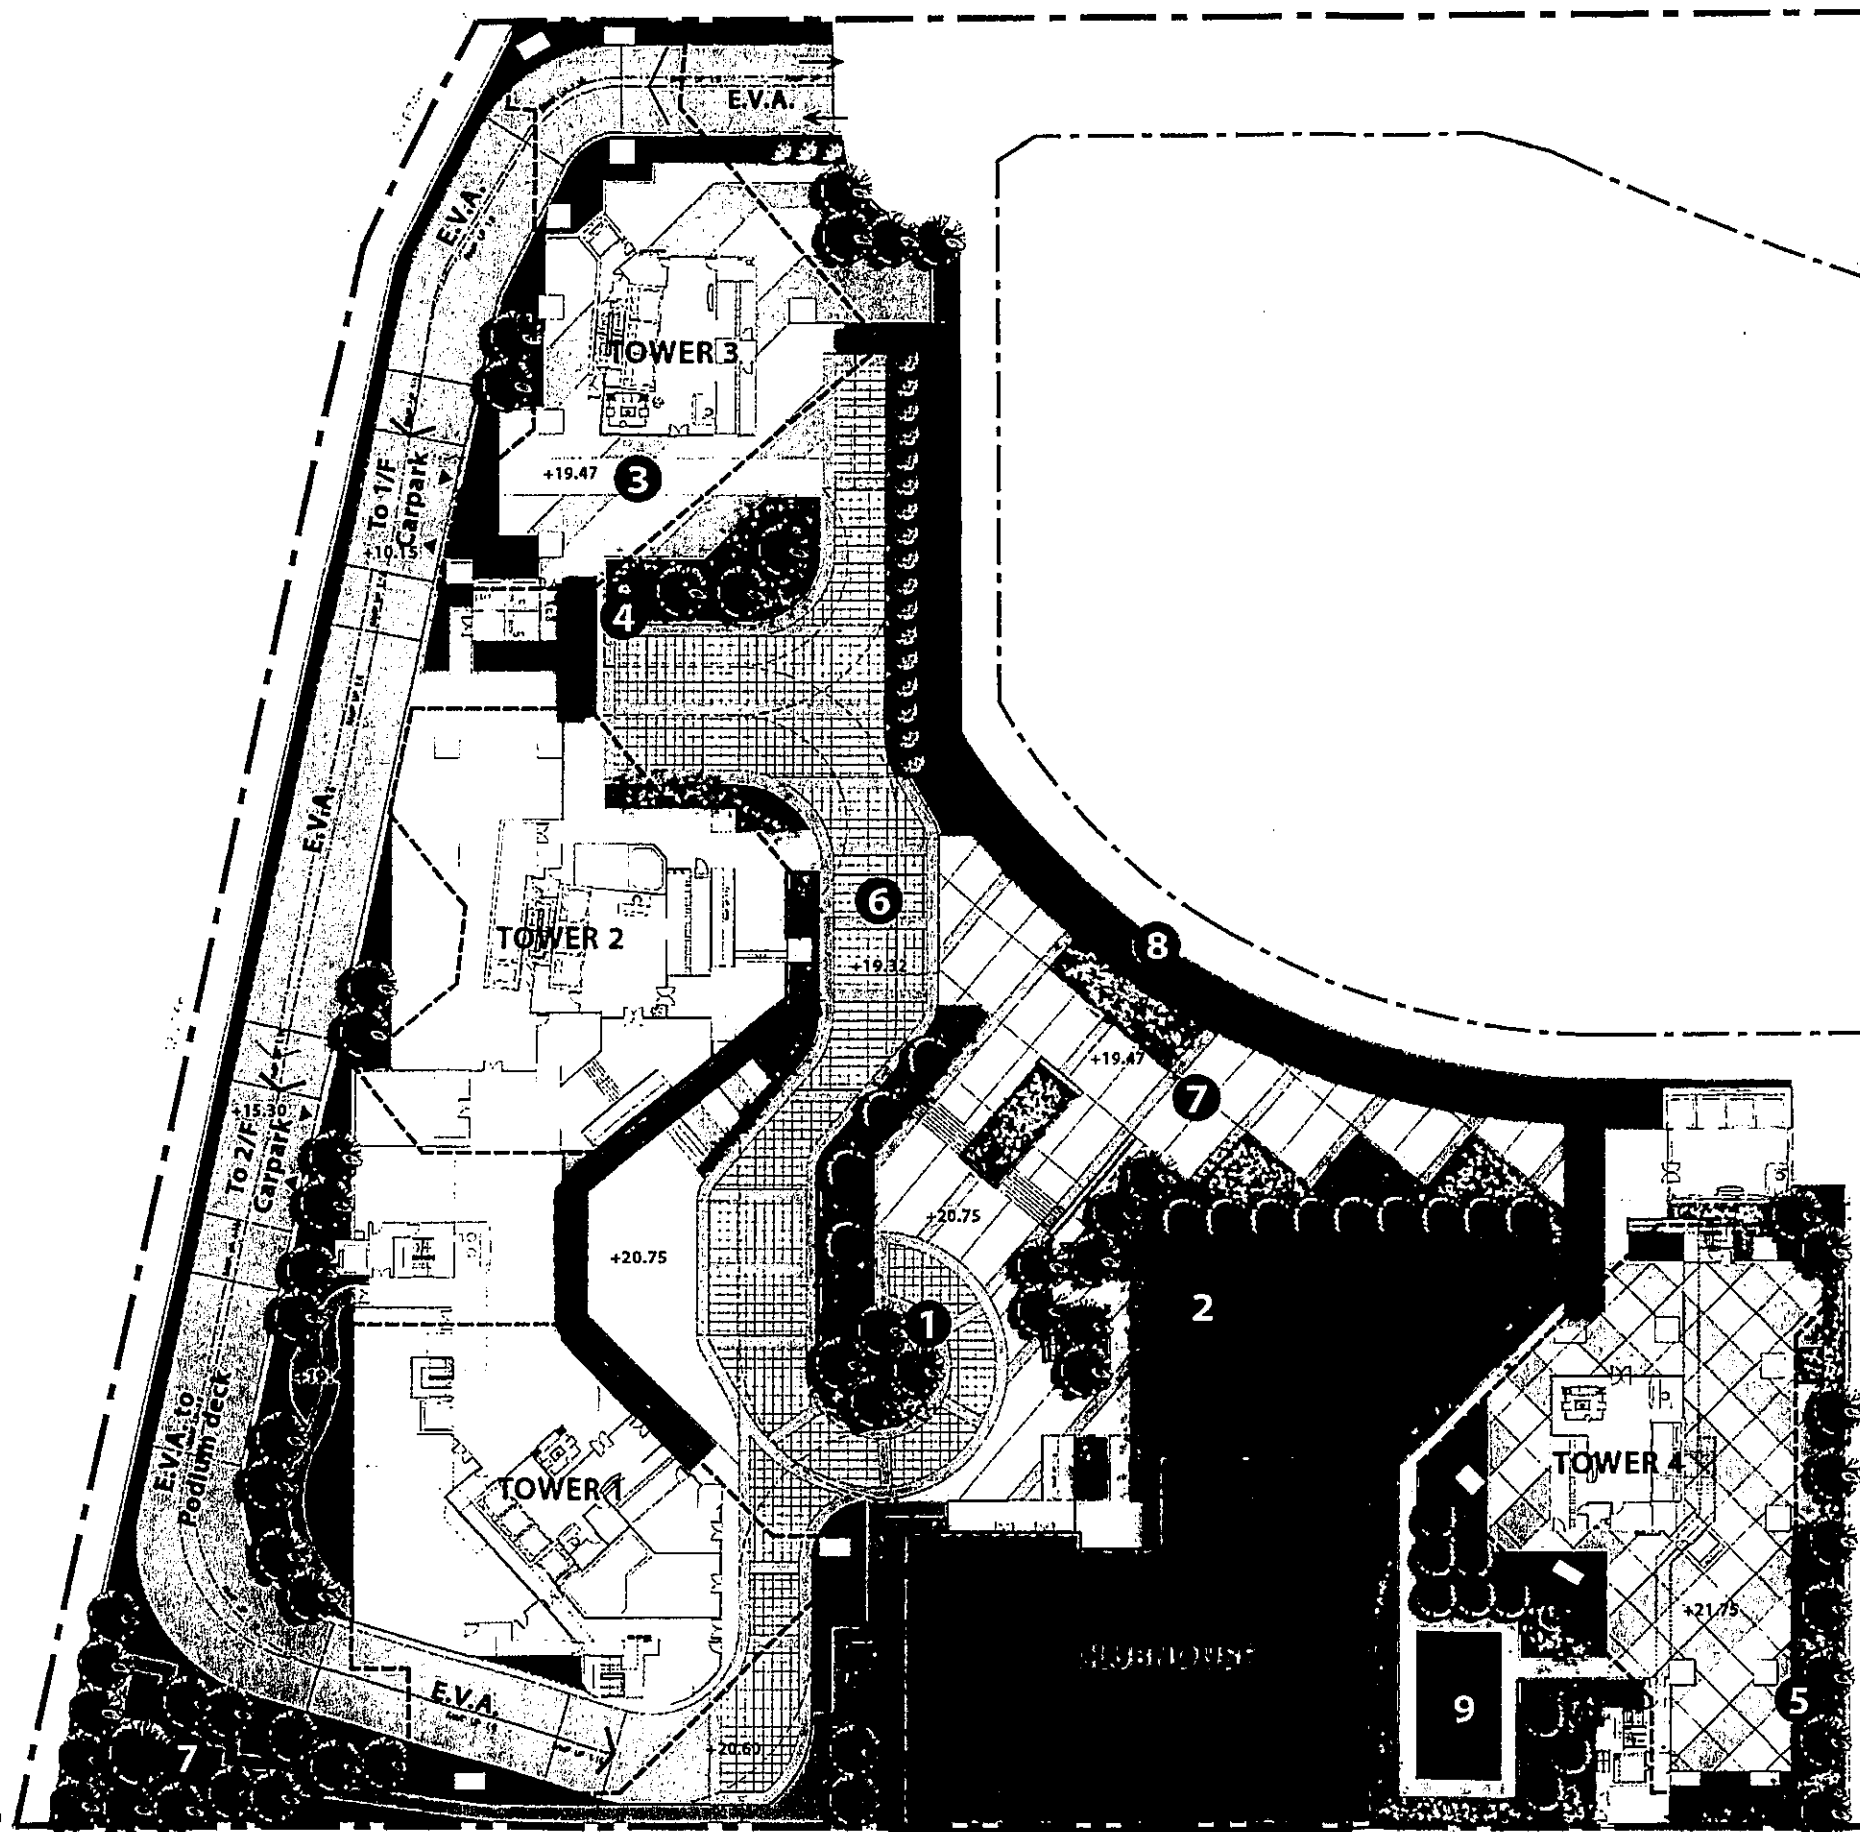 E.V.A.
E.V.A.
TOWER 3
+19.47
3
To 1/F
Carpark
+10.15
4
E.V.A.
6
TOWER 2
8
+19.32
+19.47
7
+15.30
To 2/F
Carpark
+20.75
+20.75
2
1
E.V.A. to
Podium deck
TOWER 4
TOWER 1
+21.75
CLUBHOUSE
E.V.A.
5
9
7
+20.60